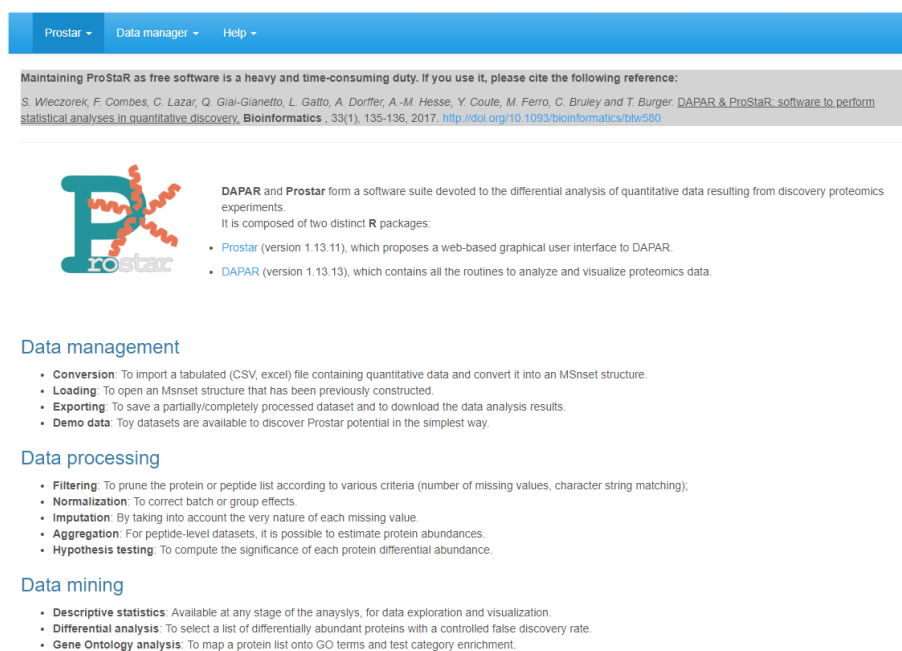 Prostar Data manager Help
Maintaining ProStaR as free software is a heavy and time-consuming duty. If you use it, please cite the following reference:
S. Wieczorek, F. Combes, C. Lazar, Q. Giai-Gianetto, L. Gatto, A. Dorffer, A.-M. Hesse, Y. Coute, M. Ferro, C. Bruley and T. Burger. DAPAR & ProStaR: software to perform
statistical analyses in quantitative discovery. Bioinformatics , 33(1), 135-136, 2017. http://doi.org/10.1093/bioinformatics/btw580
Prostar
DAPAR and Prostar form a software suite devoted to the differential analysis of quantitative data resulting from discovery proteomics
experiments.
It is composed of two distinct R packages:
• Prostar (version 1.13.11), which proposes a web-based graphical user interface to DAPAR.
• DAPAR (version 1.13.13), which contains all the routines to analyze and visualize proteomics data.
Data management
• Conversion: To import a tabulated (CSV, excel) file containing quantitative data and convert it into an MSnset structure.
• Loading: To open an Msnset structure that has been previously constructed.
• Exporting: To save a partially/completely processed dataset and to download the data analysis results.
• Demo data: Toy datasets are available to discover Prostar potential in the simplest way.
Data processing
• Filtering: To prune the protein or peptide list according to various criteria (number of missing values, character string matching);
• Normalization: To correct batch or group effects.
• Imputation: By taking into account the very nature of each missing value.
• Aggregation: For peptide-level datasets, it is possible to estimate protein abundances.
• Hypothesis testing: To compute the significance of each protein differential abundance.
Data mining
• Descriptive statistics: Available at any stage of the anayslys, for data exploration and visualization.
• Differential analysis: To select a list of differentially abundant proteins with a controlled false discovery rate.
• Gene Ontology analysis: To map a protein list onto GO terms and test category enrichment.